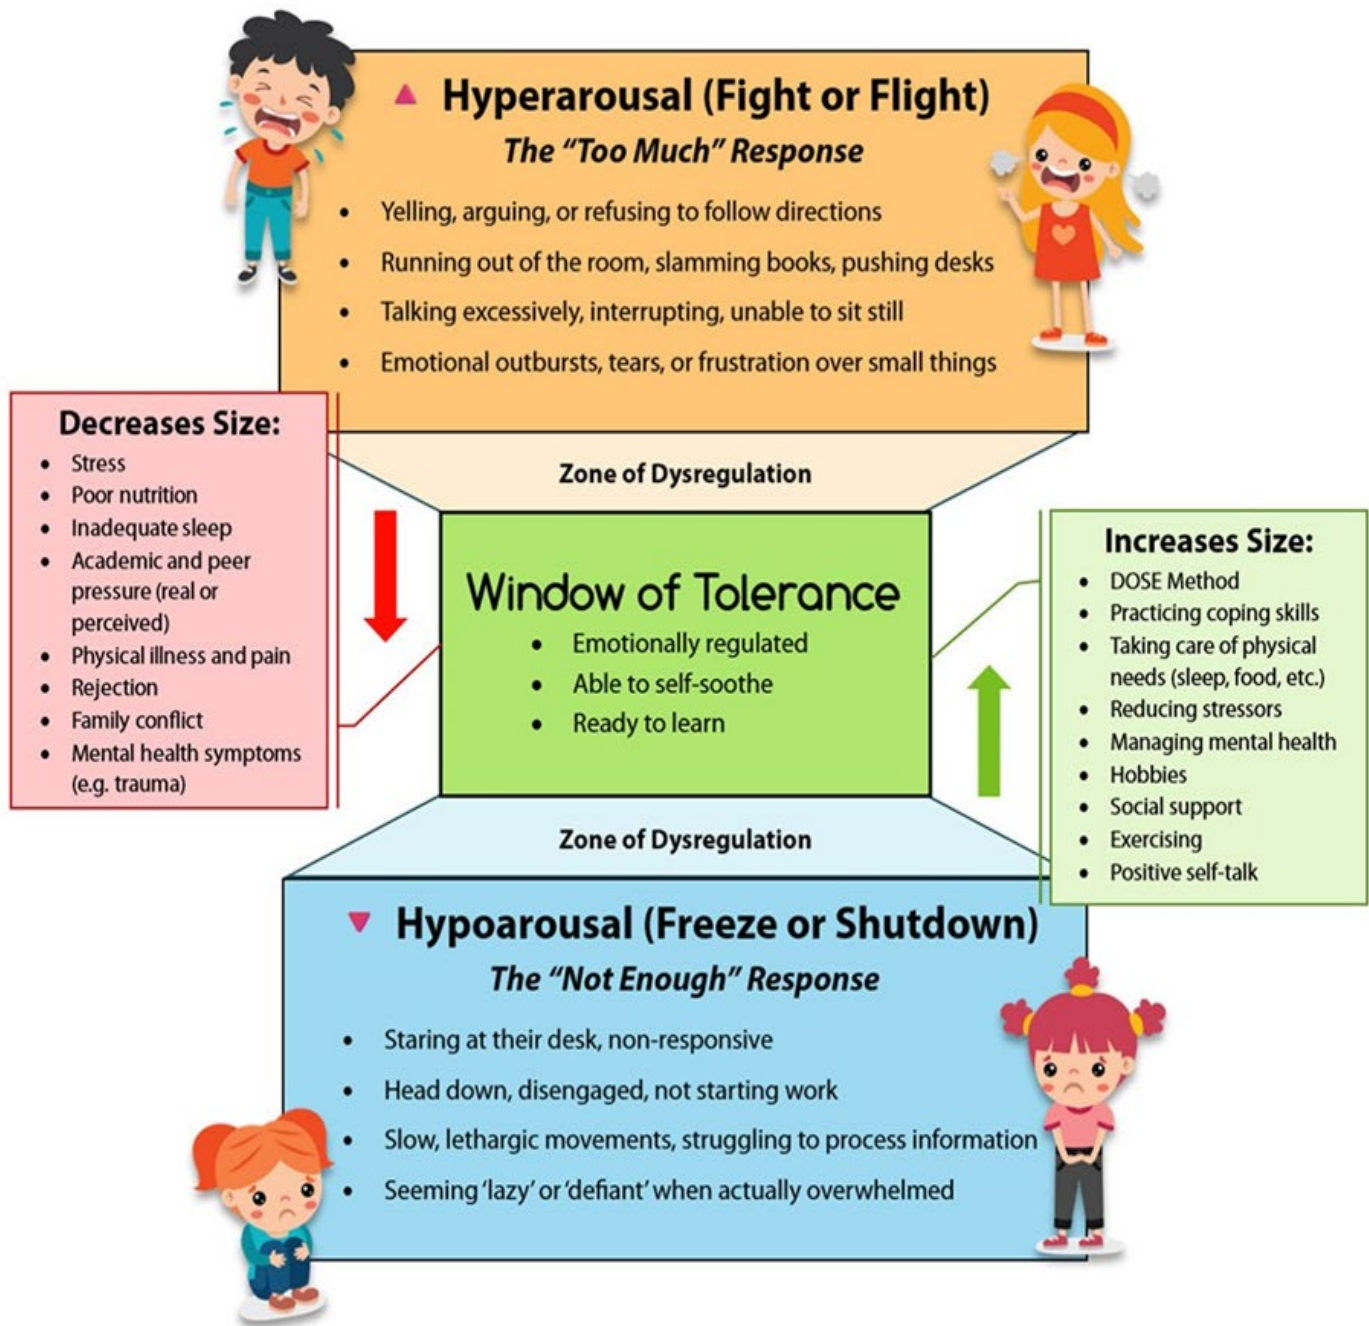 Hyperarousal (Fight or Flight)
The “Too Much” Response
• Yelling, arguing, or refusing to follow directions
• Running out of the room, slamming books, pushing desks
• Talking excessively, interrupting, unable to sit still
• Emotional outbursts, tears, or frustration over small things
Decreases Size:
• Stress
• Poor nutrition
• Inadequate sleep
• Academic and peer
pressure (real or
perceived)
• Physical illness and pain
• Rejection
• Family conflict
• Mental health symptoms
(e.g. trauma)
Zone of Dysregulation
Window of Tolerance
• Emotionally regulated
• Able to self-soothe
• Ready to learn
Increases Size:
• DOSE Method
• Practicing coping skills
• Taking care of physical
needs (sleep, food, etc.)
• Reducing stressors
• Managing mental health
• Hobbies
• Social support
• Exercising
• Positive self-talk
Zone of Dysregulation
Hypoarousal (Freeze or Shutdown)
The “Not Enough” Response
• Staring at their desk, non-responsive
• Head down, disengaged, not starting work
• Slow, lethargic movements, struggling to process information
• Seeming ‘lazy’ or ‘defiant’ when actually overwhelmed